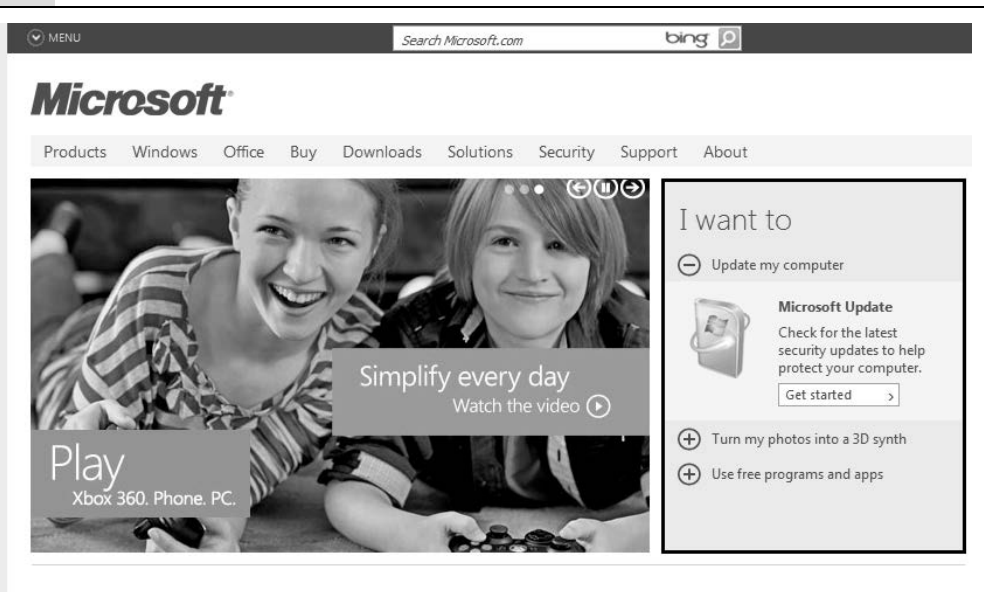 MENU
Search Microsoft.com
bing
Microsoft®
Products Windows Office Buy Downloads Solutions Security Support About
Simplify every day
Watch the video
Play
Xbox 360. Phone. PC.
I want to
Update my computer
Microsoft Update
Check for the latest
security updates to help
protect your computer.
Get started
Turn my photos into a 3D synth
Use free programs and apps